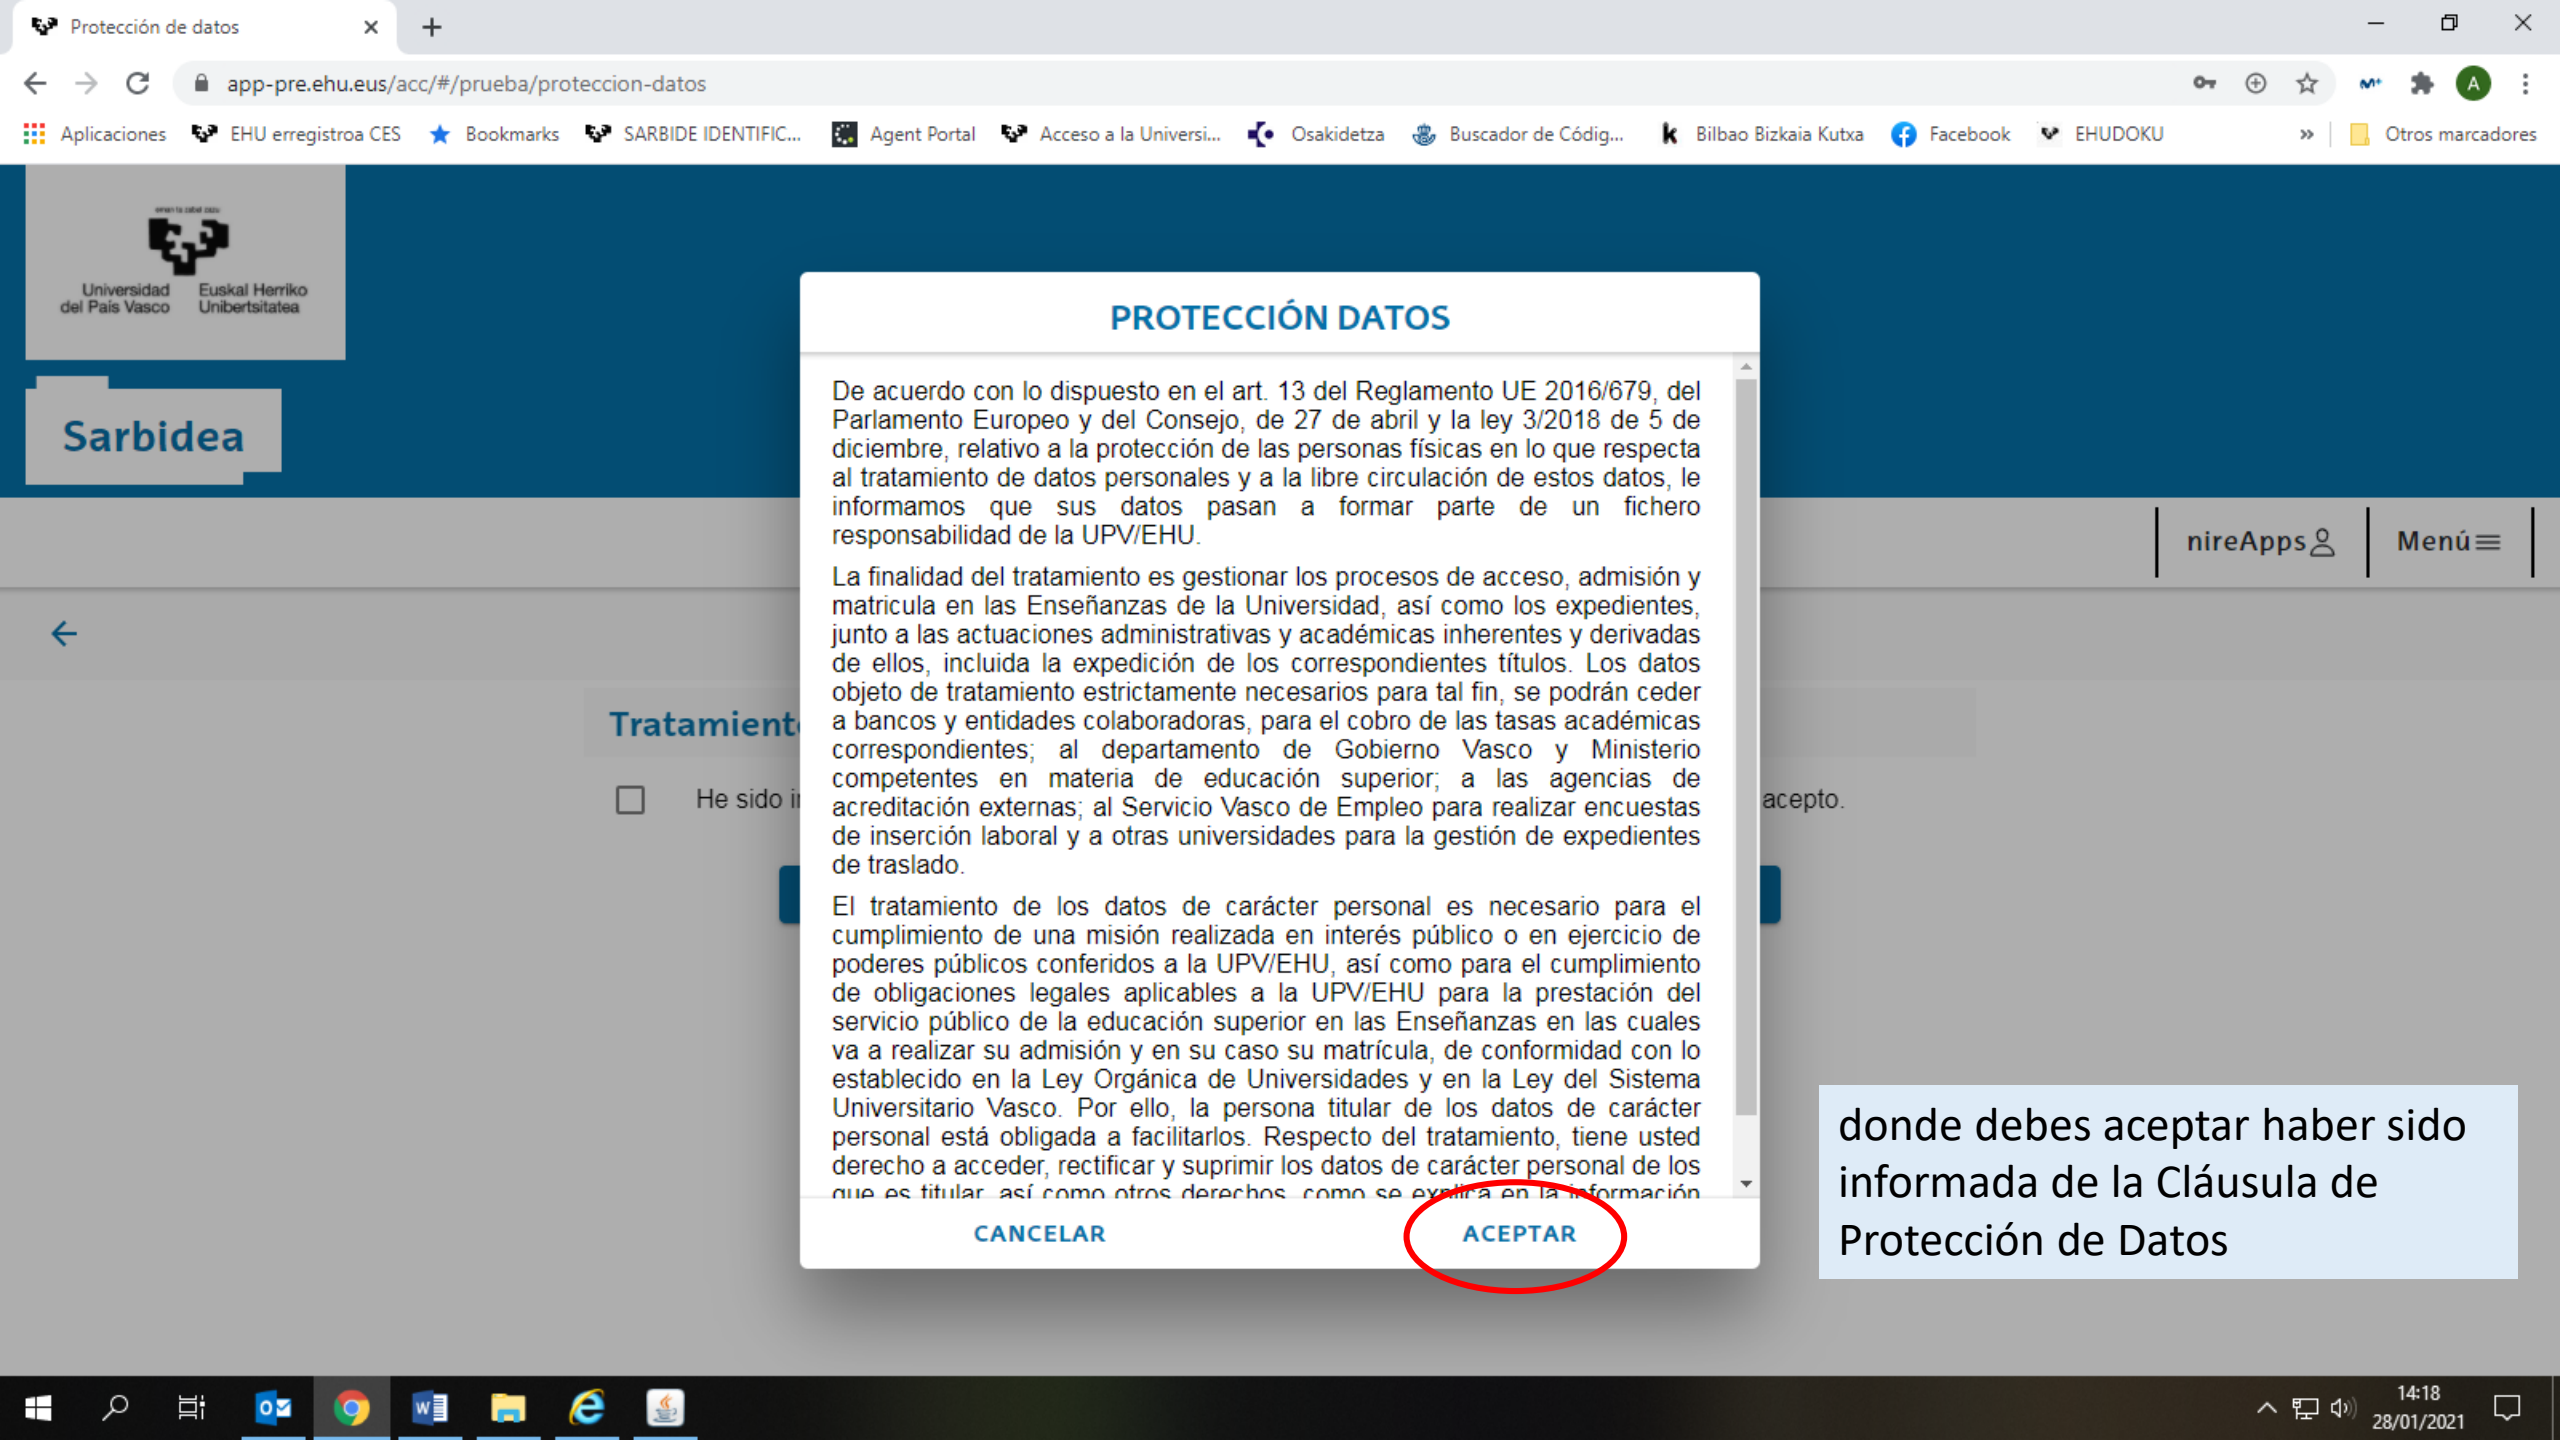 Protección de datos
app-pre.ehu.eus/acc/#/prueba/proteccion-datos
A
Aplicaciones EHU erregistroa CES Bookmarks SARBIDE IDENTIFIC... Agent Portal Acceso a la Universi... Osakidetza Buscador de Códig... k Bilbao Bizkaia Kutxa Facebook EHUDOKU » Otros marcadores
eman ta zabal zazu
Universidad Euskal Herriko
del País Vasco Unibertsitatea
Sarbidea
nireApps Menú
PROTECCIÓN DATOS
De acuerdo con lo dispuesto en el art. 13 del Reglamento UE 2016/679, del
Parlamento Europeo y del Consejo, de 27 de abril y la ley 3/2018 de 5 de
diciembre, relativo a la protección de las personas físicas en lo que respecta
al tratamiento de datos personales y a la libre circulación de estos datos, le
informamos que sus datos pasan a formar parte de un fichero
responsabilidad de la UPV/EHU.
La finalidad del tratamiento es gestionar los procesos de acceso, admisión y
matricula en las Enseñanzas de la Universidad, así como los expedientes,
junto a las actuaciones administrativas y académicas inherentes y derivadas
de ellos, incluida la expedición de los correspondientes títulos. Los datos
objeto de tratamiento estrictamente necesarios para tal fin, se podrán ceder
a bancos y entidades colaboradoras, para el cobro de las tasas académicas
correspondientes; al departamento de Gobierno Vasco y Ministerio
competentes en materia de educación superior; a las agencias de
acreditación externas; al Servicio Vasco de Empleo para realizar encuestas
de inserción laboral y a otras universidades para la gestión de expedientes
de traslado.
El tratamiento de los datos de carácter personal es necesario para el
cumplimiento de una misión realizada en interés público o en ejercicio de
poderes públicos conferidos a la UPV/EHU, así como para el cumplimiento
de obligaciones legales aplicables a la UPV/EHU para la prestación del
servicio público de la educación superior en las Enseñanzas en las cuales
va a realizar su admisión y en su caso su matrícula, de conformidad con lo
establecido en la Ley Orgánica de Universidades y en la Ley del Sistema
Universitario Vasco. Por ello, la persona titular de los datos de carácter
personal está obligada a facilitarlos. Respecto del tratamiento, tiene usted
derecho a acceder, rectificar y suprimir los datos de carácter personal de los
que es titular, así como otros derechos, como se explica en la información
CANCELAR ACEPTAR
Tratamient
He sido i
acepto.
donde debes aceptar haber sido
informada de la Cláusula de
Protección de Datos
14:18
28/01/2021